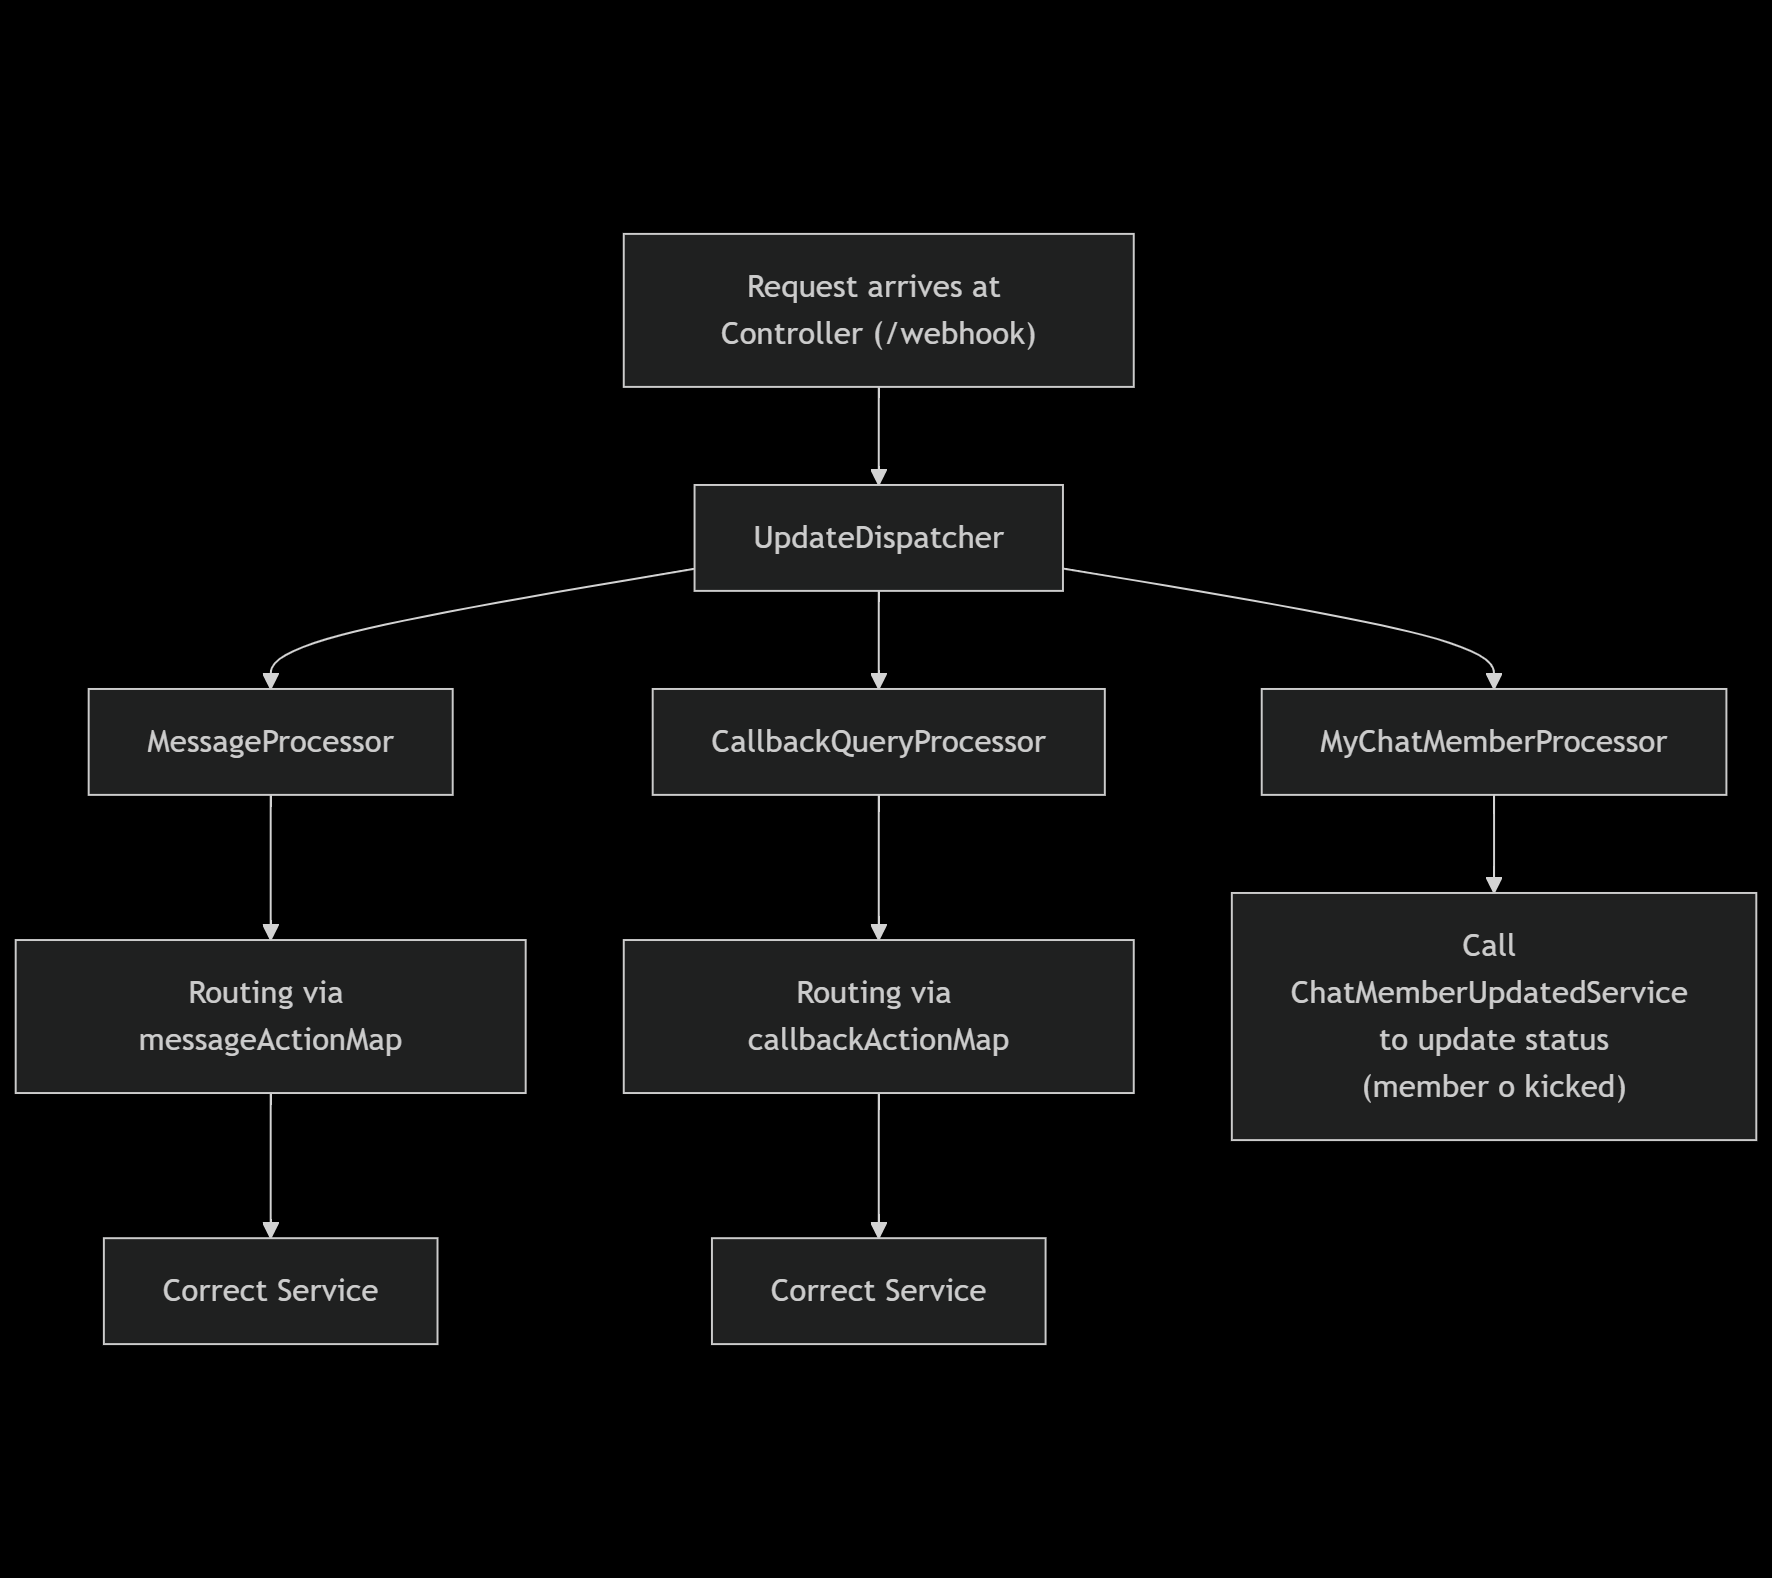 Request arrives at
Controller (/webhook)
UpdateDispatcher
MessageProcessor
CallbackQueryProcessor
MyChatMemberProcessor
Routing via
messageActionMap
Routing via
callbackActionMap
Call
ChatMemberUpdatedService
to update status
(member o kicked)
Correct Service
Correct Service